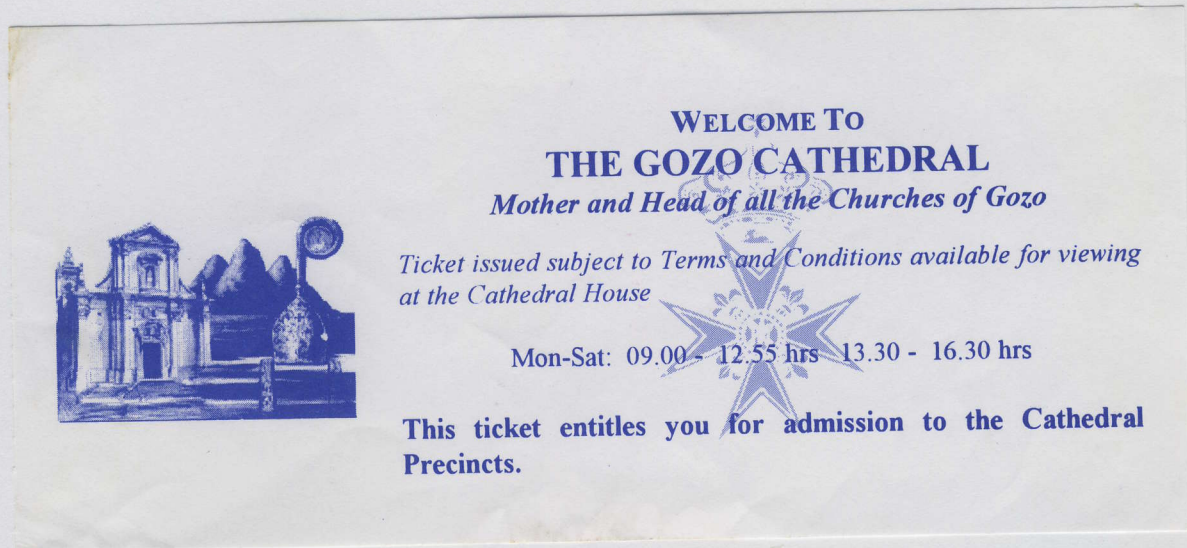 WELCOME TO
THE GOZO CATHEDRAL
Mother and Head of all the Churches of Gozo
Ticket issued subject to Terms and Conditions available for viewing
at the Cathedral House
Mon-Sat: 09.00 - 12.55 hrs 13.30 - 16.30 hrs
This ticket entitles you for admission to the Cathedral
Precincts.